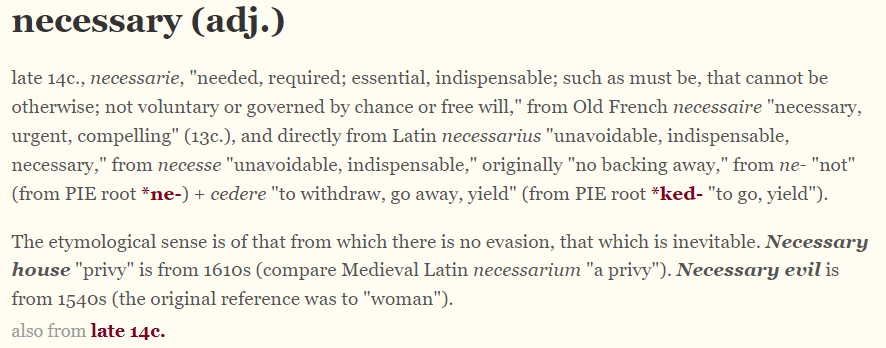 necessary (adj.)
late 14c., necessarie, "needed, required; essential, indispensable; such as must be, that cannot be
otherwise; not voluntary or governed by chance or free will," from Old French necessaire "necessary,
urgent, compelling" (13c.), and directly from Latin necessarius "unavoidable, indispensable,
necessary," from necesse "unavoidable, indispensable," originally "no backing away," from ne- "not"
(from PIE root *ne-) + cedere "to withdraw, go away, yield" (from PIE root *ked- "to go, yield").
The etymological sense is of that from which there is no evasion, that which is inevitable. Necessary
house "privy" is from 1610s (compare Medieval Latin necessarium "a privy"). Necessary evil is
from 1540s (the original reference was to "woman").
also from late 14c.